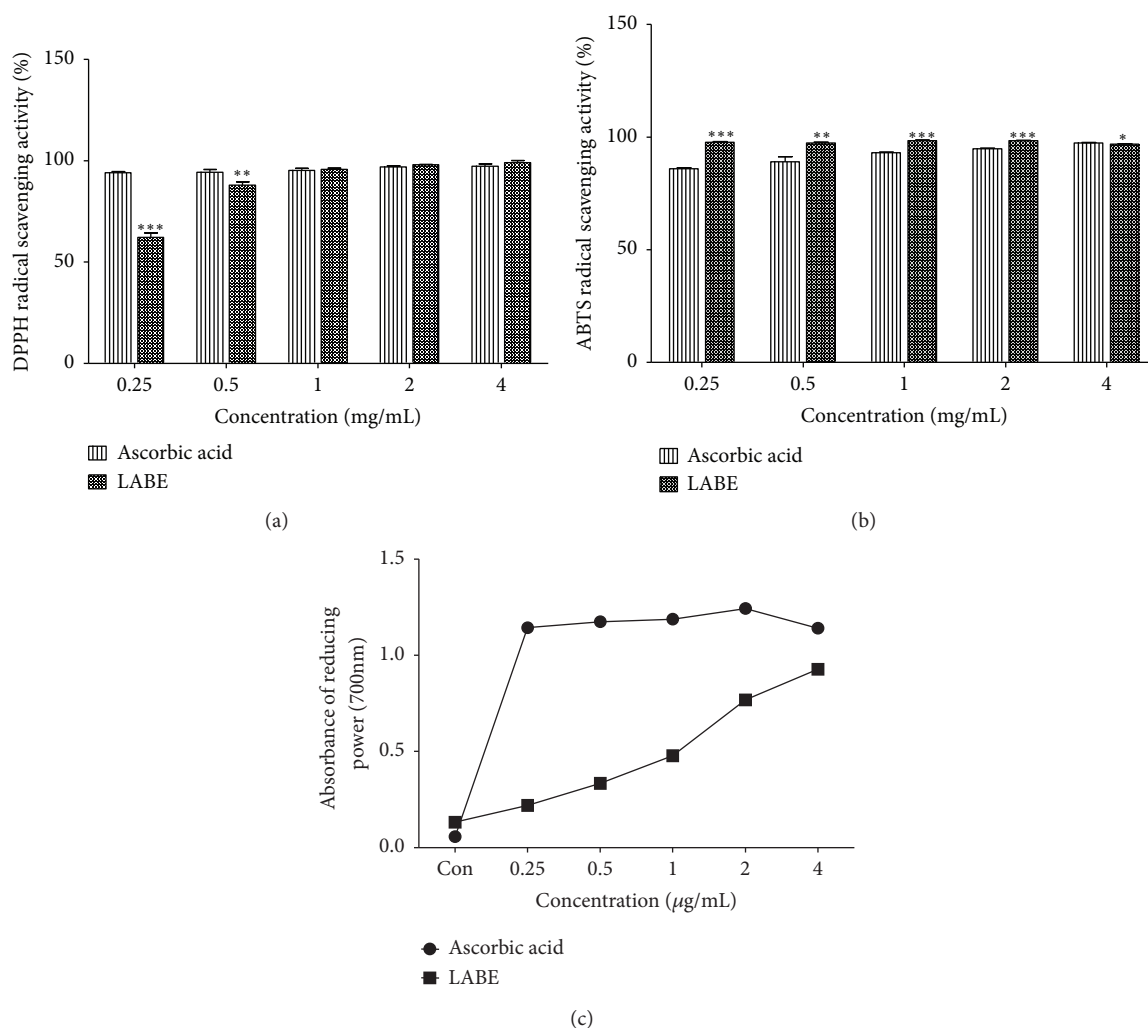 DPPH radical scavenging activity (%)
150
100
50
0
***
**
0.25 0.5 1 2 4
Concentration (mg/mL)
Ascorbic acid
LABE
(a)
ABTS radical scavenging activity (%)
150
100
50
0
*** ** *** *** *
0.25 0.5 1 2 4
Concentration (mg/mL)
Ascorbic acid
LABE
(b)
Absorbance of reducing
power (700nm)
1.5
1.0
0.5
0.0
Con 0.25 0.5 1 2 4
Concentration (μg/mL)
Ascorbic acid
LABE
(c)